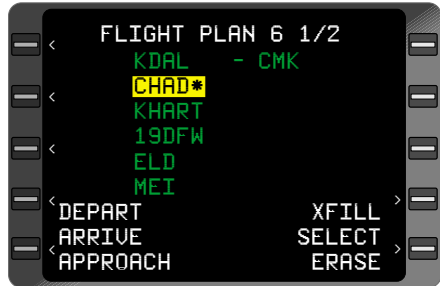 FLIGHT PLAN 6 1/2
KDAL - CMK
CHAD*
KHART
19DFW
ELD
MEI
DEPART XFILL
ARRIVE SELECT
APPROACH ERASE